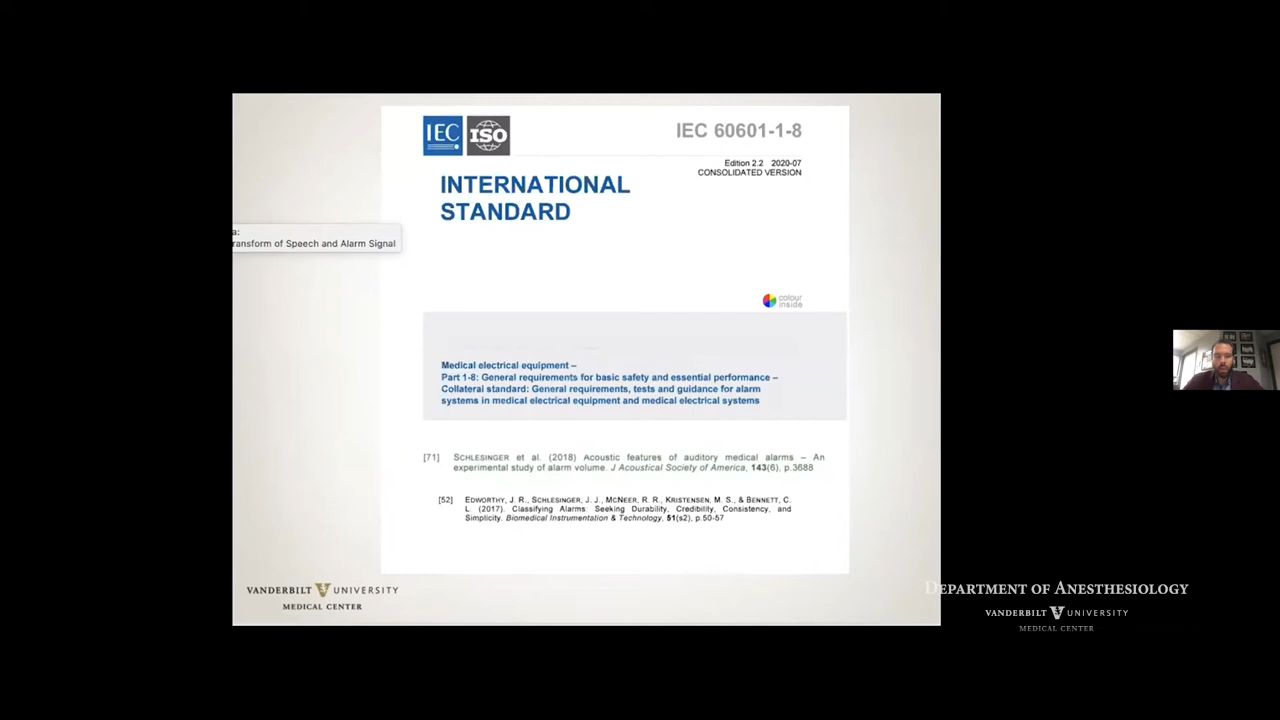 IEC
ISO
IEC 60601-1-8
Edition 2.2 2020-07
CONSOLIDATED VERSION
INTERNATIONAL
STANDARD
a:
ransform of Speech and Alarm Signal
colour
inside
Medical electrical equipment –
Part 1-8: General requirements for basic safety and essential performance –
Collateral standard: General requirements, tests and guidance for alarm
systems in medical electrical equipment and medical electrical systems
[71] SCHLESINGER et al. (2018) Acoustic features of auditory medical alarms – An
experimental study of alarm volume. J Acoustical Society of America, 143(6), p.3688
[52] EDWORTHY, J. R., SCHLESINGER, J. J., MCNEER, R. R., KRISTENSEN, M. S., & BENNETT, C.
L. (2017). Classifying Alarms: Seeking Durability, Credibility, Consistency, and
Simplicity. Biomedical Instrumentation & Technology, 51(s2), p.50-57
VANDERBILT UNIVERSITY
MEDICAL CENTER
DEPARTMENT OF ANESTHESIOLOGY
VANDERBILT UNIVERSITY
MEDICAL CENTER